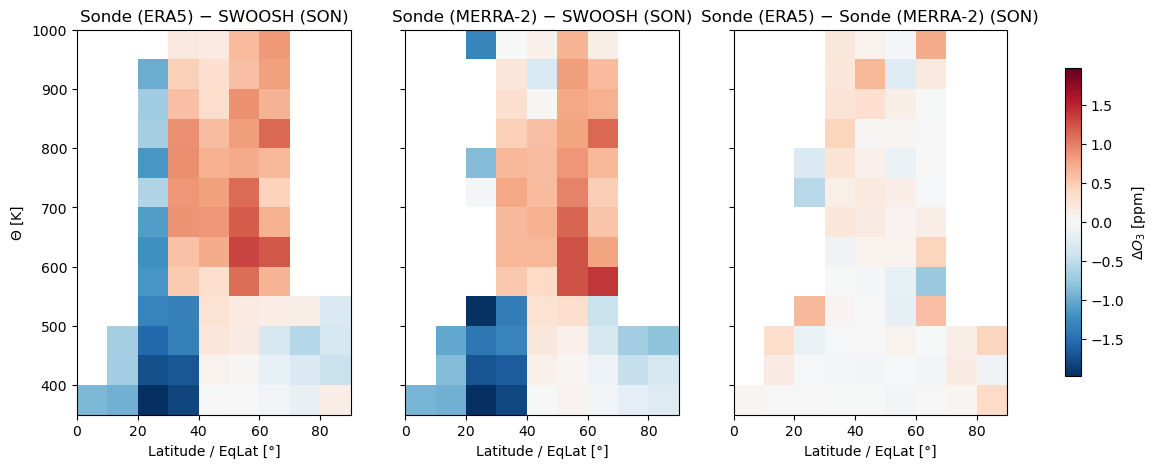 Sonde (ERA5) − SWOOSH (SON)
Sonde (MERRA-2) − SWOOSH (SON)
Sonde (ERA5) − Sonde (MERRA-2) (SON)
1000
900
800
700
600
500
400
Θ [K]
0 20 40 60 80
0 20 40 60 80
0 20 40 60 80
Latitude / EqLat [°]
Latitude / EqLat [°]
Latitude / EqLat [°]
1.5
1.0
0.5
0.0
−0.5
−1.0
−1.5
ΔO₃ [ppm]